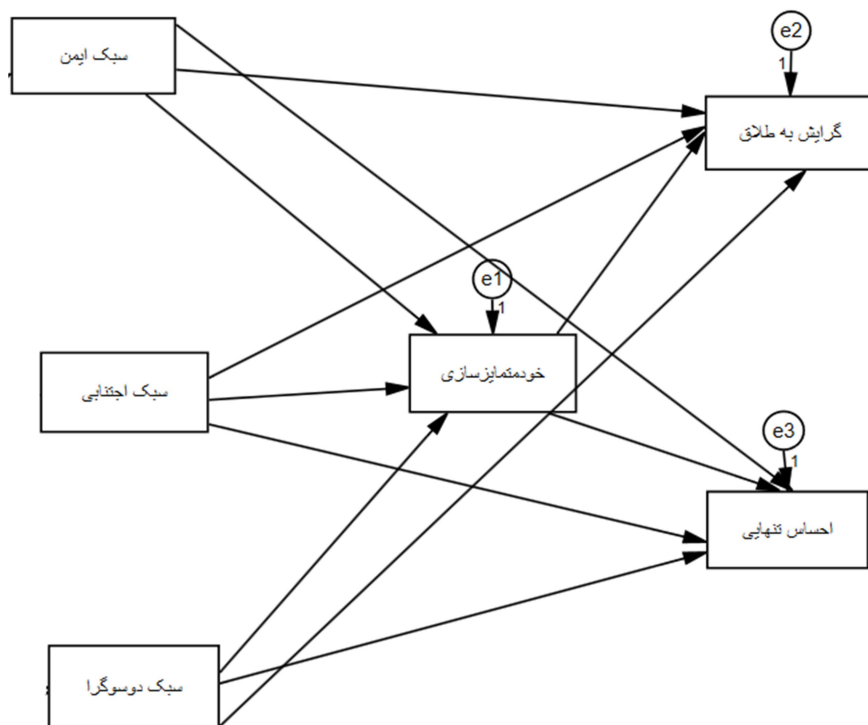 سبک ایمن
e2
1
گرایش به طلاق
e1
1
خودمتمایزسازی
سبک اجتنابی
e3
1
احساس تنهایی
سبک دوسوگرا